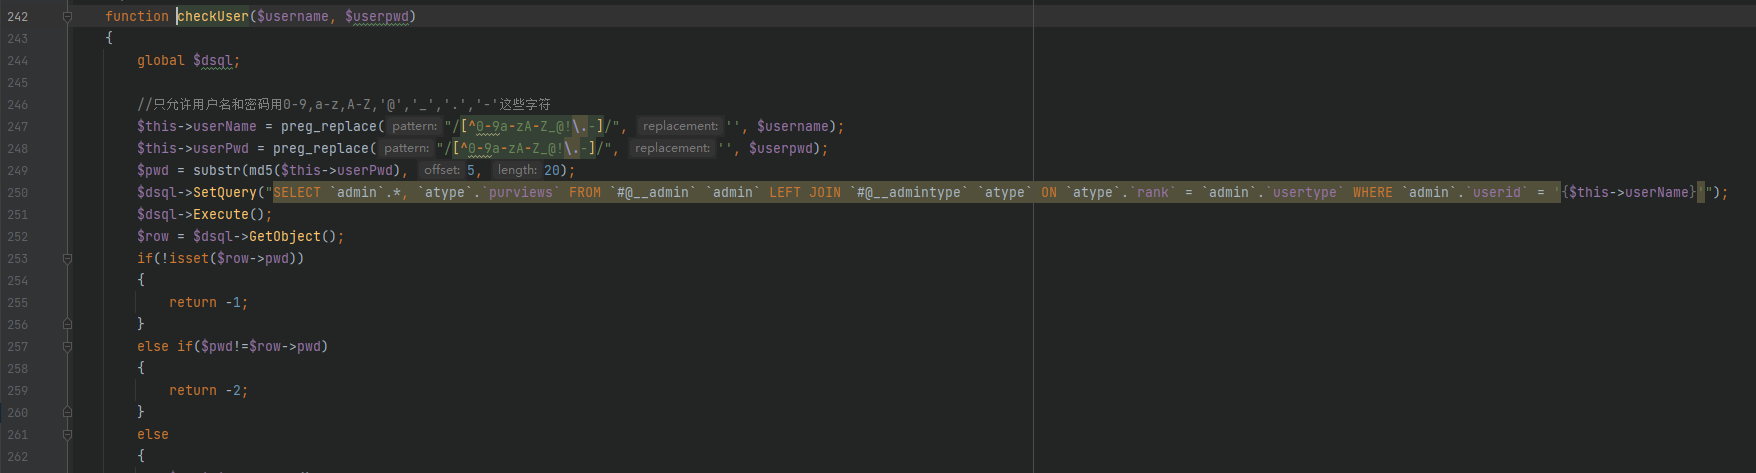 242 function checkUser($username, $userpwd)
243 {
244 global $dsql;
245
246 //只允许用户名和密码用0-9,a-z,A-Z,'@','_','.','-'这些字符
247 $this->userName = preg_replace( pattern: "/[^0-9a-zA-Z_@!\.-]/", replacement: '', $username);
248 $this->userPwd = preg_replace( pattern: "/[^0-9a-zA-Z_@!\.-]/", replacement: '', $userpwd);
249 $pwd = substr(md5($this->userPwd), offset: 5, length: 20);
250 $dsql->SetQuery("SELECT `admin`.*, `atype`.`purviews` FROM `#@__admin` `admin` LEFT JOIN `#@__admintype` `atype` ON `atype`.`rank` = `admin`.`usertype` WHERE `admin`.`userid` = '{$this->userName}'");
251 $dsql->Execute();
252 $row = $dsql->GetObject();
253 if(!isset($row->pwd))
254 {
255 return -1;
256 }
257 else if($pwd!=$row->pwd)
258 {
259 return -2;
260 }
261 else
262 {